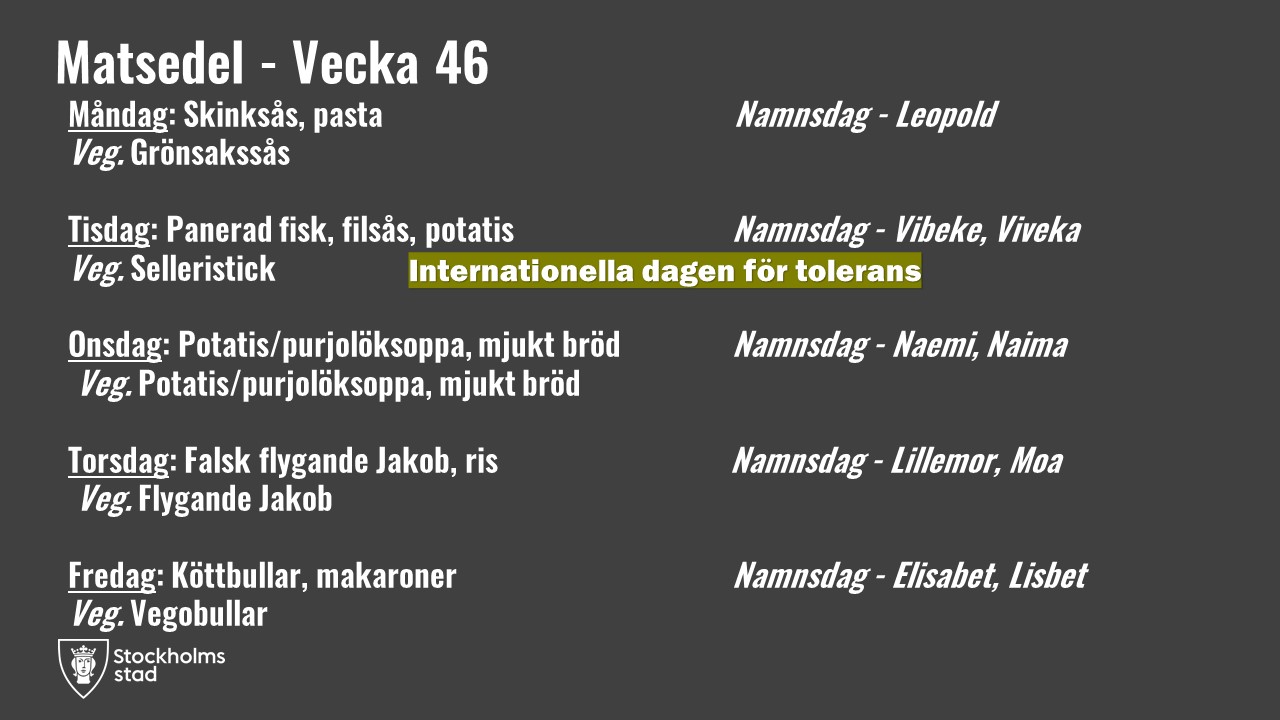 Matsedel - Vecka 46
Måndag: Skinksås, pasta Namnsdag - Leopold
Veg. Grönsakssås
Tisdag: Panerad fisk, filsås, potatis Namnsdag - Vibeke, Viveka
Veg. Selleristick Internationella dagen för tolerans
Onsdag: Potatis/purjolöksoppa, mjukt bröd Namnsdag - Naemi, Naima
Veg. Potatis/purjolöksoppa, mjukt bröd
Torsdag: Falsk flygande Jakob, ris Namnsdag - Lillemor, Moa
Veg. Flygande Jakob
Fredag: Köttbullar, makaroner Namnsdag - Elisabet, Lisbet
Veg. Vegobullar
Stockholms
stad